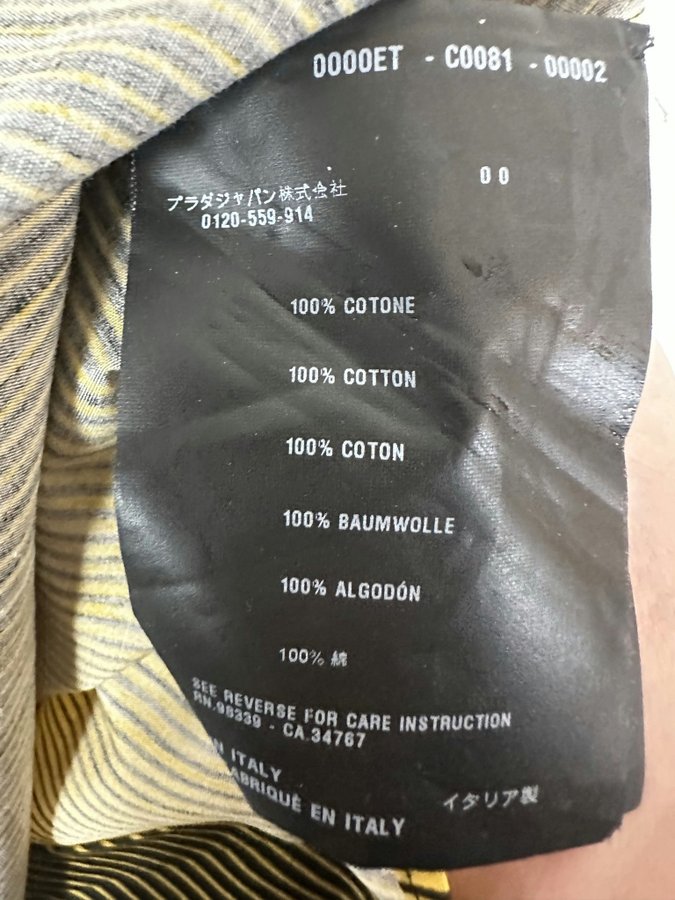 0000ET - C0081 - 00002
00
プラダジャパン株式会社
0120-559-914
100% COTONE
100% COTTON
100% COTON
100% BAUMWOLLE
100% ALGODÓN
100% 綿
SEE REVERSE FOR CARE INSTRUCTION
RN.98339 - CA.34767
ITALY
EN ITALY
イタリア製